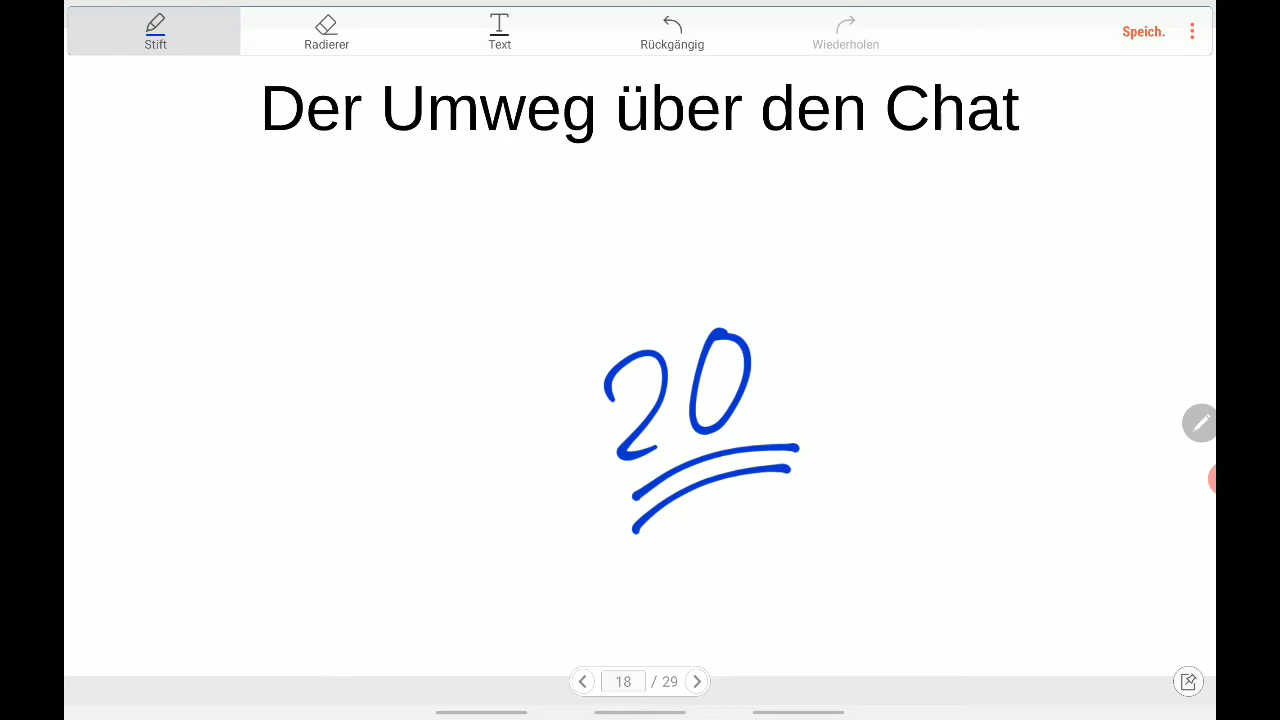 Stift Radierer Text Rückgängig Wiederholen Speich.
Der Umweg über den Chat
20
18 / 29